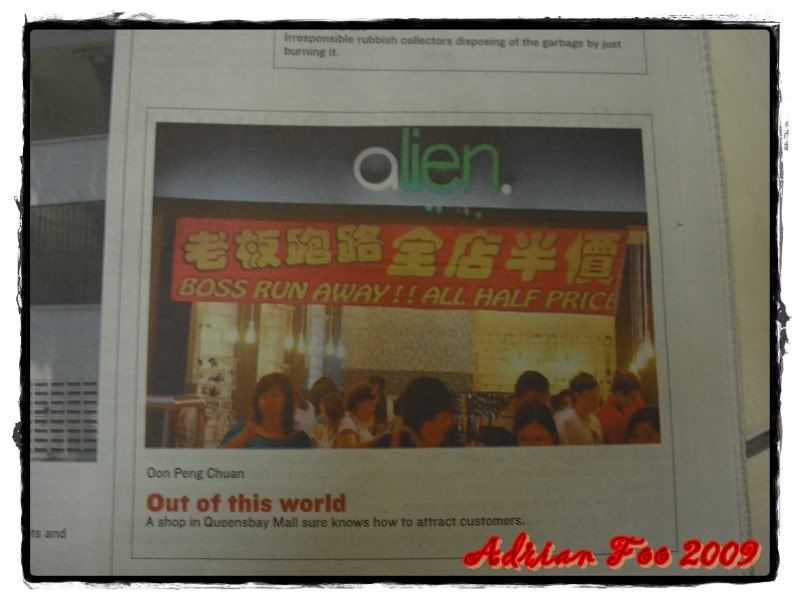 Irresponsible rubbish collectors disposing of the garbage by just
burning it.
alien.
老板跑路 全店半價
BOSS RUN AWAY!! ALL HALF PRICE
Oon Peng Chuan
Out of this world
A shop in Queensbay Mall sure knows how to attract customers.
ts and
Adrian Foo 2009